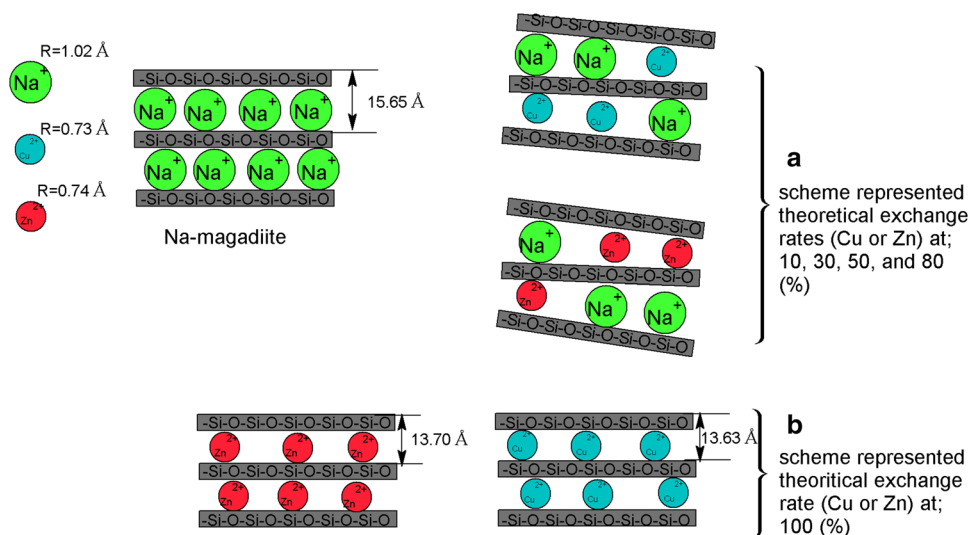 R=1.02 Å
Na+
R=0.73 Å
Cu2+
R=0.74 Å
Zn2+
-Si-O-Si-O-Si-O-Si-O-Si-O
Na+ Na+ Na+ Na+
-Si-O-Si-O-Si-O-Si-O-Si-O
Na+ Na+ Na+ Na+
-Si-O-Si-O-Si-O-Si-O-Si-O
15.65 Å
Na-magadiite
-Si-O-Si-O-Si-O-Si-O-Si-O
Na+ Na+ Cu2+
-Si-O-Si-O-Si-O-Si-O-Si-O
Cu2+ Cu2+ Na+
-Si-O-Si-O-Si-O-Si-O-Si-O
-Si-O-Si-O-Si-O-Si-O-Si-O
Na+ Zn2+ Zn2+
-Si-O-Si-O-Si-O-Si-O-Si-O
Zn2+ Na+ Na+
-Si-O-Si-O-Si-O-Si-O-Si-O
a
scheme represented
theoretical exchange
rates (Cu or Zn) at;
10, 30, 50, and 80
(%)
-Si-O-Si-O-Si-O-Si-O-Si-O
Zn2+ Zn2+ Zn2+
-Si-O-Si-O-Si-O-Si-O-Si-O
Zn2+ Zn2+ Zn2+
-Si-O-Si-O-Si-O-Si-O-Si-O
13.70 Å
-Si-O-Si-O-Si-O-Si-O-Si-O
Cu2+ Cu2+ Cu2+
-Si-O-Si-O-Si-O-Si-O-Si-O
Cu2+ Cu2+ Cu2+
-Si-O-Si-O-Si-O-Si-O-Si-O
13.63 Å
b
scheme represented
theoritical exchange
rate (Cu or Zn) at;
100 (%)